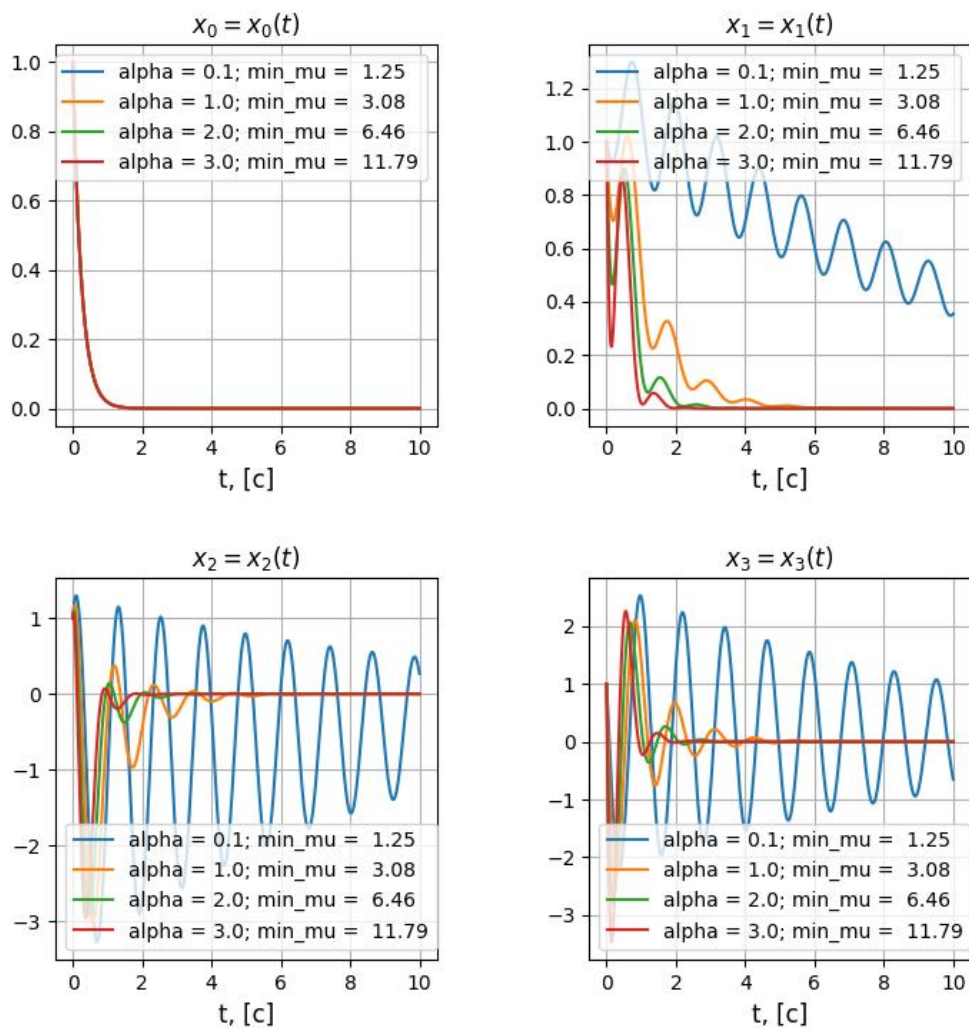 x₀ = x₀(t)
1.0
0.8
0.6
0.4
0.2
0.0
alpha = 0.1; min_mu = 1.25
alpha = 1.0; min_mu = 3.08
alpha = 2.0; min_mu = 6.46
alpha = 3.0; min_mu = 11.79
0 2 4 6 8 10
t, [c]
x₁ = x₁(t)
1.2
1.0
0.8
0.6
0.4
0.2
0.0
alpha = 0.1; min_mu = 1.25
alpha = 1.0; min_mu = 3.08
alpha = 2.0; min_mu = 6.46
alpha = 3.0; min_mu = 11.79
0 2 4 6 8 10
t, [c]
x₂ = x₂(t)
1
0
−1
−2
−3
alpha = 0.1; min_mu = 1.25
alpha = 1.0; min_mu = 3.08
alpha = 2.0; min_mu = 6.46
alpha = 3.0; min_mu = 11.79
0 2 4 6 8 10
t, [c]
x₃ = x₃(t)
2
1
0
−1
−2
−3
alpha = 0.1; min_mu = 1.25
alpha = 1.0; min_mu = 3.08
alpha = 2.0; min_mu = 6.46
alpha = 3.0; min_mu = 11.79
0 2 4 6 8 10
t, [c]